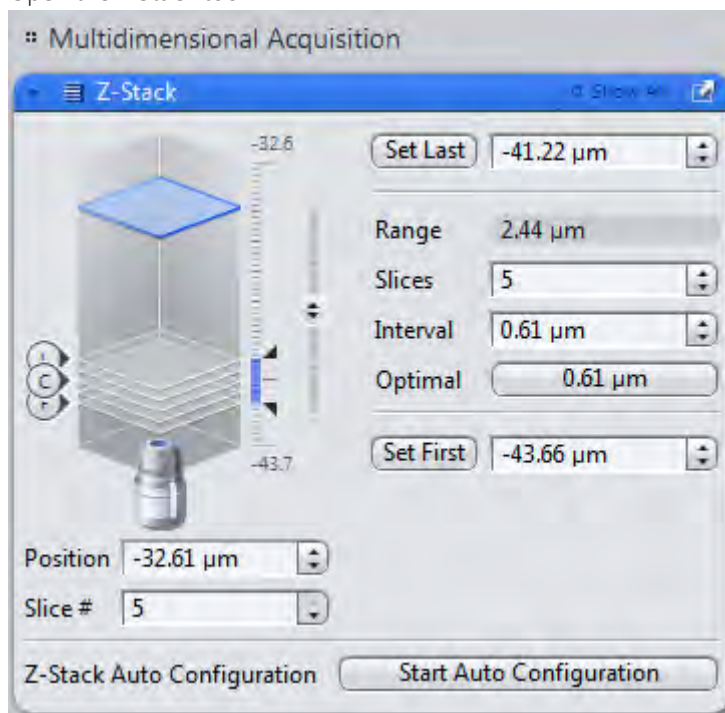 Multidimensional Acquisition
Z-Stack
Show All
-32.6
Set Last -41.22 µm
Range 2.44 µm
Slices 5
Interval 0.61 µm
C
Optimal 0.61 µm
-43.7
Set First -43.66 µm
Position -32.61 µm
Slice # 5
Z-Stack Auto Configuration Start Auto Configuration